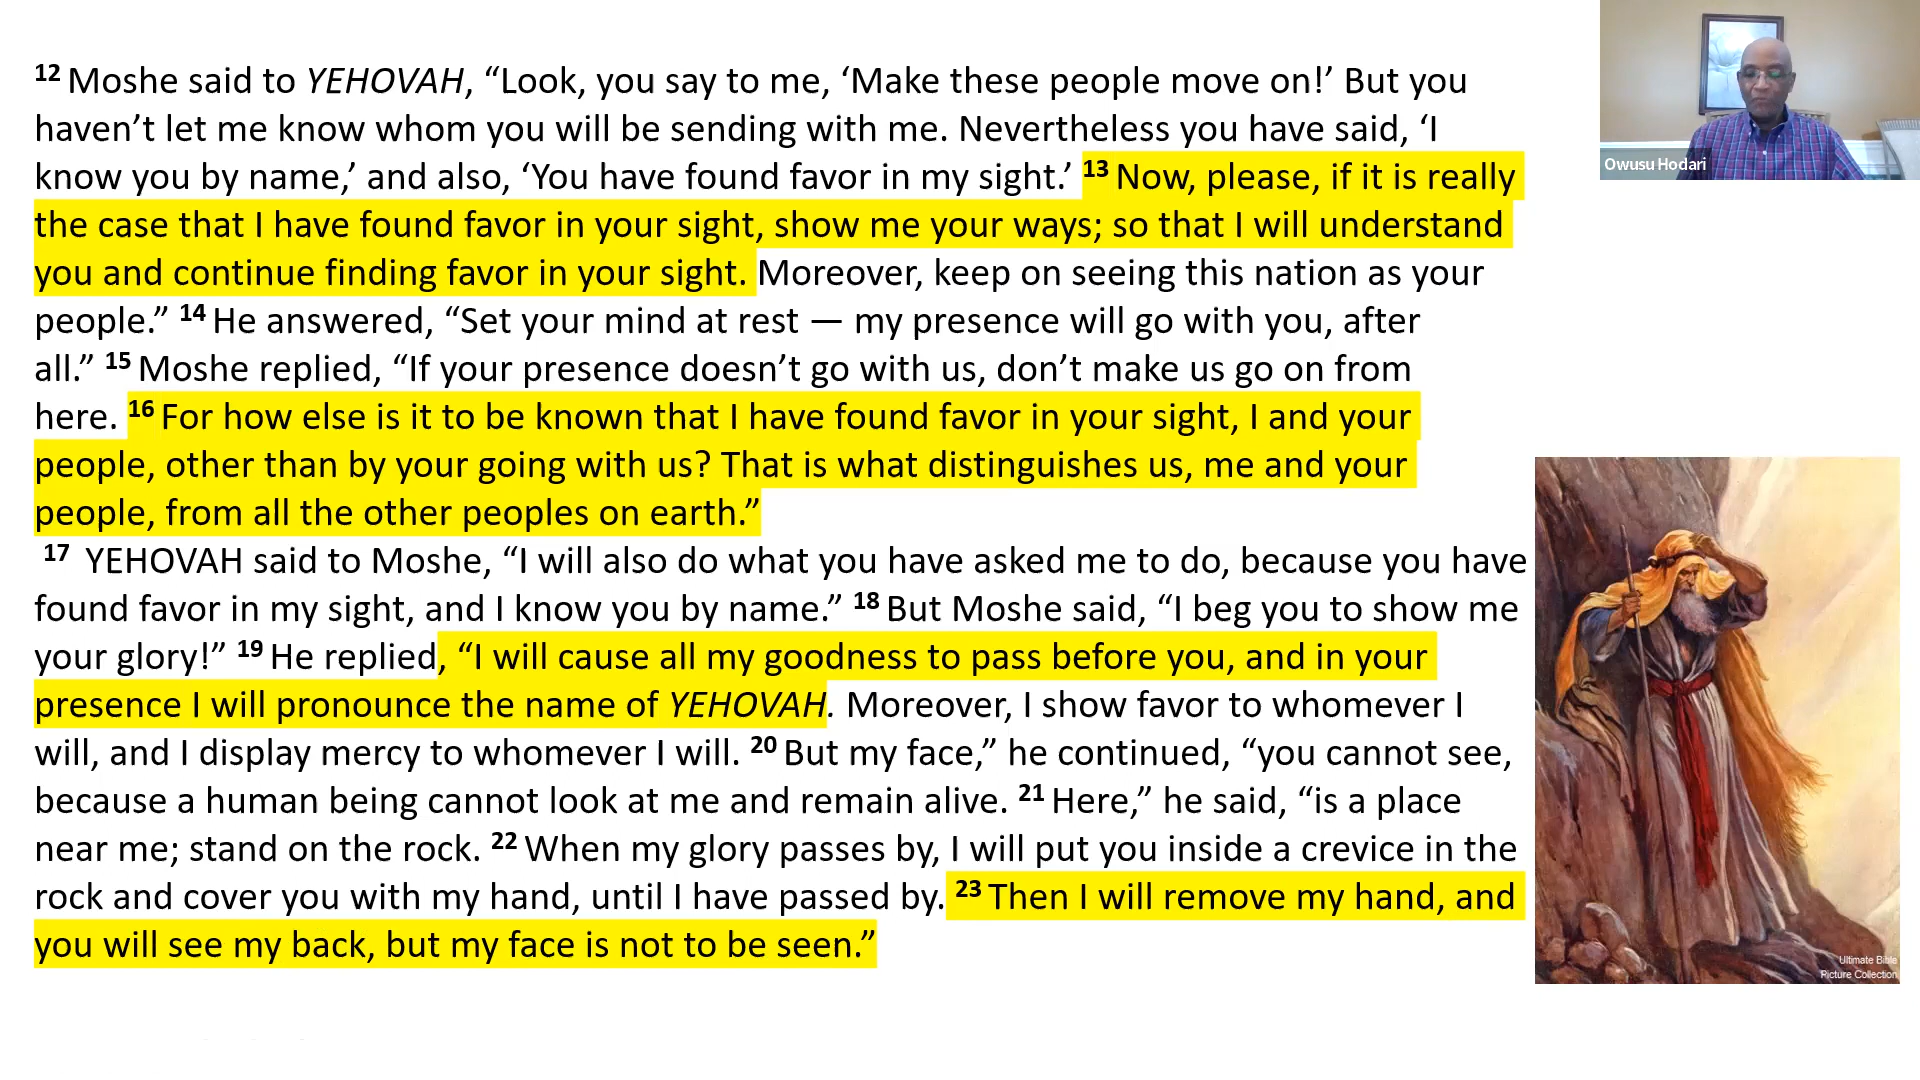 12 Moshe said to YEHOVAH, “Look, you say to me, ‘Make these people move on!’ But you
haven’t let me know whom you will be sending with me. Nevertheless you have said, ‘I
know you by name,’ and also, ‘You have found favor in my sight.’ 13 Now, please, if it is really
the case that I have found favor in your sight, show me your ways; so that I will understand
you and continue finding favor in your sight. Moreover, keep on seeing this nation as your
people.” 14 He answered, “Set your mind at rest — my presence will go with you, after
all.” 15 Moshe replied, “If your presence doesn’t go with us, don’t make us go on from
here. 16 For how else is it to be known that I have found favor in your sight, I and your
people, other than by your going with us? That is what distinguishes us, me and your
people, from all the other peoples on earth.”
17 YEHOVAH said to Moshe, “I will also do what you have asked me to do, because you have
found favor in my sight, and I know you by name.” 18 But Moshe said, “I beg you to show me
your glory!” 19 He replied, “I will cause all my goodness to pass before you, and in your
presence I will pronounce the name of YEHOVAH. Moreover, I show favor to whomever I
will, and I display mercy to whomever I will. 20 But my face,” he continued, “you cannot see,
because a human being cannot look at me and remain alive. 21 Here,” he said, “is a place
near me; stand on the rock. 22 When my glory passes by, I will put you inside a crevice in the
rock and cover you with my hand, until I have passed by. 23 Then I will remove my hand, and
you will see my back, but my face is not to be seen.”
Owusu Hodari
Ultimate Bible
Picture Collection